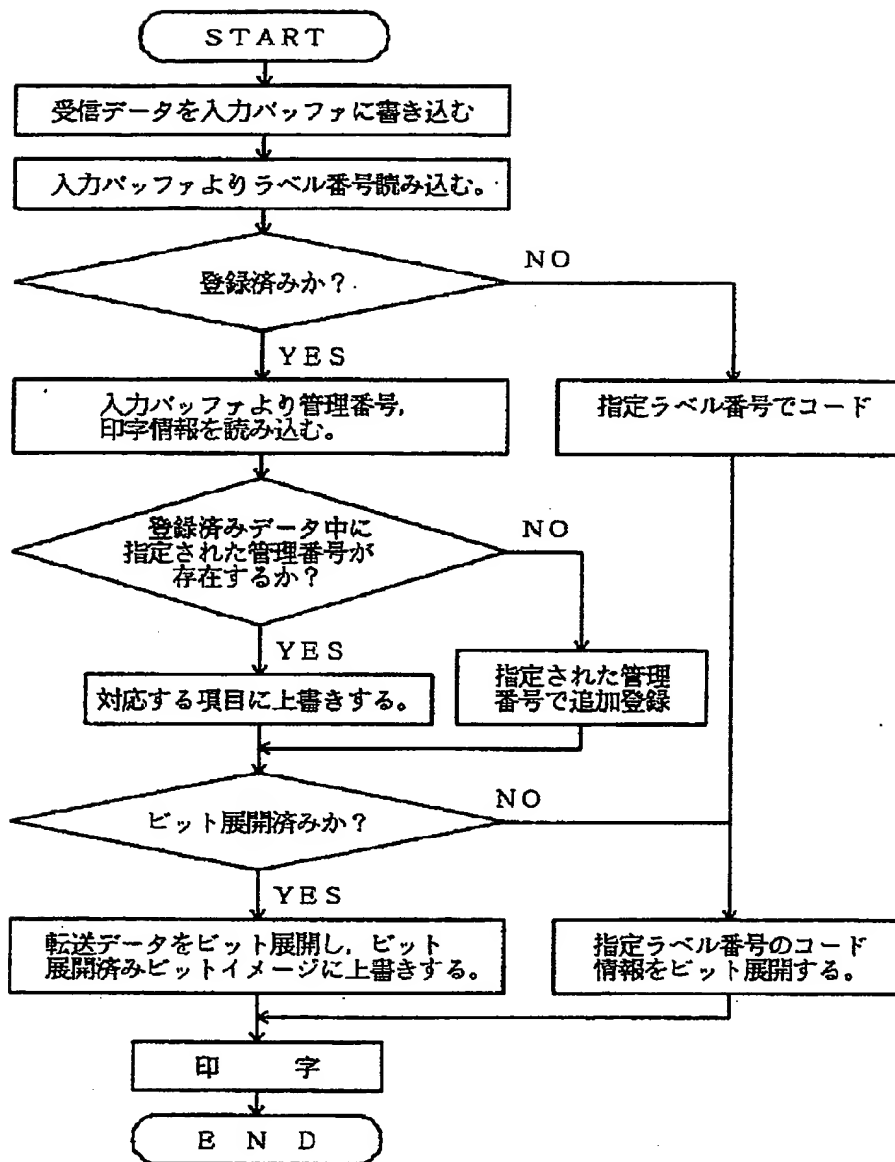 START
受信データを入力バッファに書き込む
入力バッファよりラベル番号読み込む。
登録済みか?
NO
YES
入力バッファより管理番号,
印字情報を読み込む。
指定ラベル番号でコード
登録済みデータ中に
指定された管理番号が
存在するか?
NO
YES
対応する項目に上書きする。
指定された管理
番号で追加登録
ビット展開済みか?
NO
YES
転送データをビット展開し,ビット
展開済みビットイメージに上書きする。
指定ラベル番号のコード
情報をビット展開する。
印 字
END